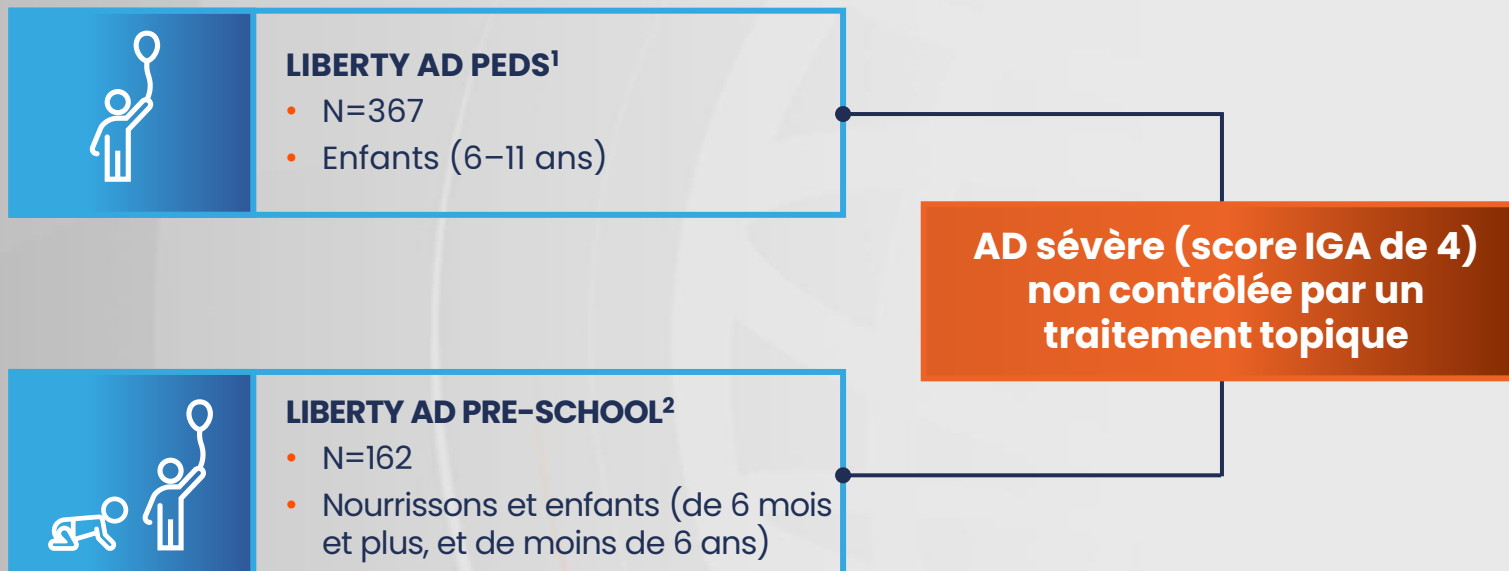 LIBERTY AD PEDS¹
• N=367
• Enfants (6–11 ans)
AD sévère (score IGA de 4)
non contrôlée par un
traitement topique
LIBERTY AD PRE-SCHOOL²
• N=162
• Nourrissons et enfants (de 6 mois
et plus, et de moins de 6 ans)